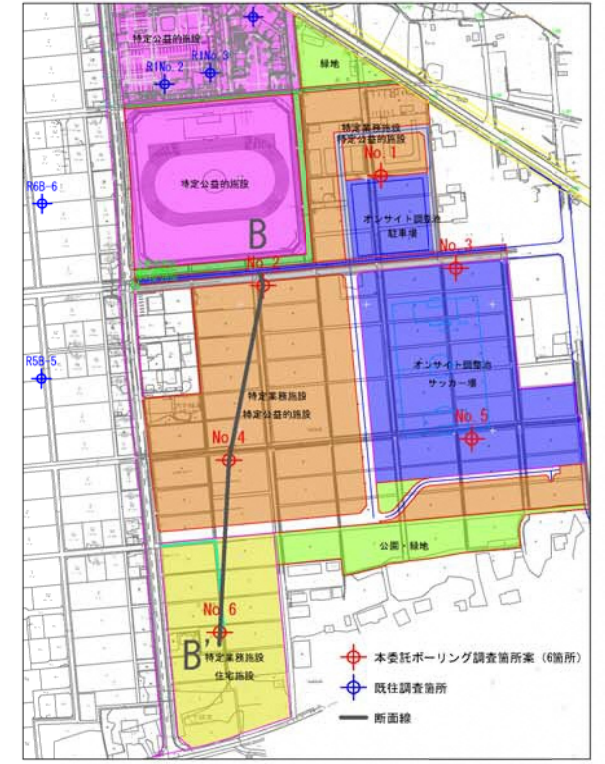 特定公益的施設
R1No.3
R1No.2
緑地
特定業務施設
特定公益的施設
No.1
特定公益的施設
R6B-6
オンサイト調整池
駐車場
B
No.2
No.3
R5B-5
オンサイト調整池
サッカー場
特定業務施設
特定公益的施設
No.4
No.5
公園・緑地
No.6
B'
特定業務施設
住宅施設
本委託ボーリング調査箇所案（6箇所）
既往調査箇所
断面線